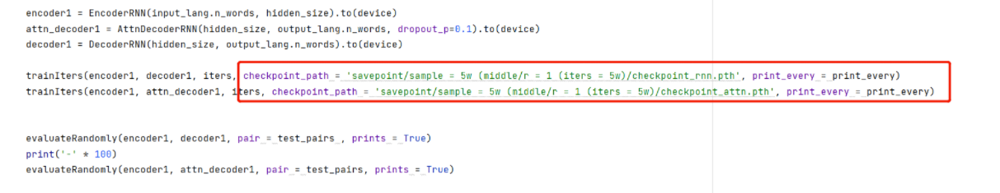 encoder1 = EncoderRNN(input_lang.n_words, hidden_size).to(device)
attn_decoder1 = AttnDecoderRNN(hidden_size, output_lang.n_words, dropout_p=0.1).to(device)
decoder1 = DecoderRNN(hidden_size, output_lang.n_words).to(device)
trainIters(encoder1, decoder1, iters, checkpoint_path = 'savepoint/sample = 5w (middle/r = 1 (iters = 5w)/checkpoint_rnn.pth', print_every = print_every)
trainIters(encoder1, attn_decoder1, iters, checkpoint_path = 'savepoint/sample = 5w (middle/r = 1 (iters = 5w)/checkpoint_attn.pth', print_every = print_every)
evaluateRandomly(encoder1, decoder1, pair = test_pairs , prints = True)
print('-' * 100)
evaluateRandomly(encoder1, attn_decoder1, pair = test_pairs, prints = True)